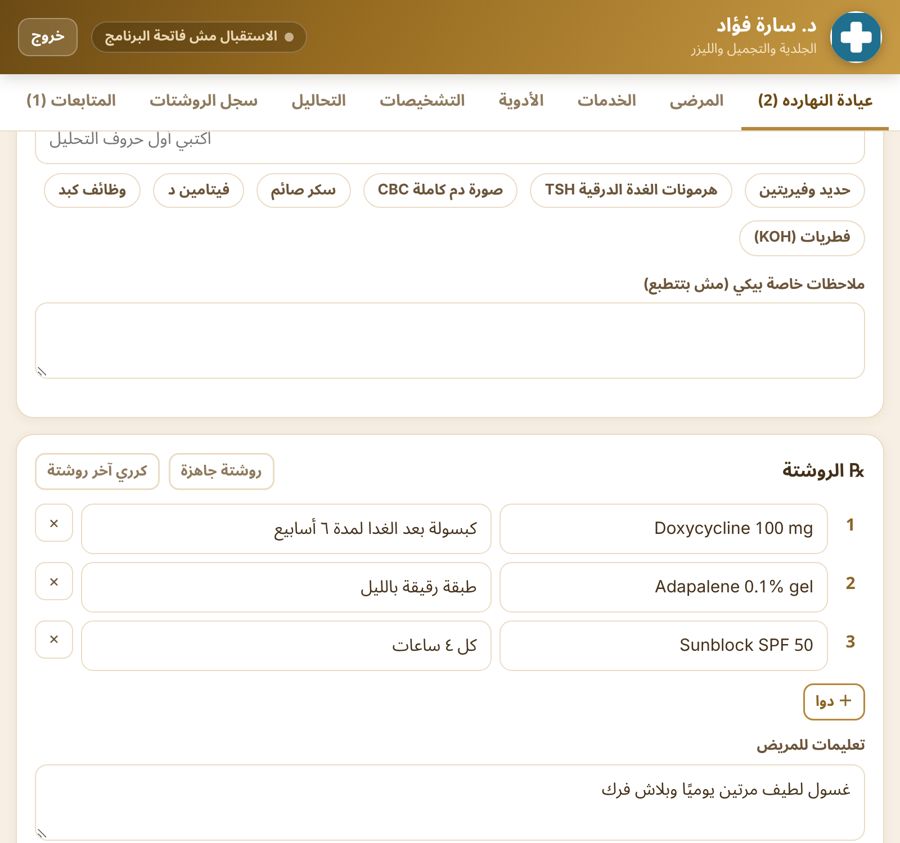 د. سارة فؤاد
الجلدية والتجميل والليزر
الاستقبال مش فاتحة البرنامج
خروج
عيادة النهارده (2) المرضى الخدمات الأدوية التشخيصات التحاليل سجل الروشتات المتابعات (1)
اكتبي أول حروف التحليل
حديد وفيريتين هرمونات الغدة الدرقية TSH صورة دم كاملة CBC سكر صائم فيتامين د وظائف كبد
فطريات (KOH)
ملاحظات خاصة بيكي (مش بتتطبع)
℞ الروشتة روشتة جاهزة كرري آخر روشتة
1 Doxycycline 100 mg كبسولة بعد الغدا لمدة ٦ أسابيع ×
2 Adapalene 0.1% gel طبقة رقيقة بالليل ×
3 Sunblock SPF 50 كل ٤ ساعات ×
+ دوا
تعليمات للمريض
غسول لطيف مرتين يوميًا وبلاش فرك